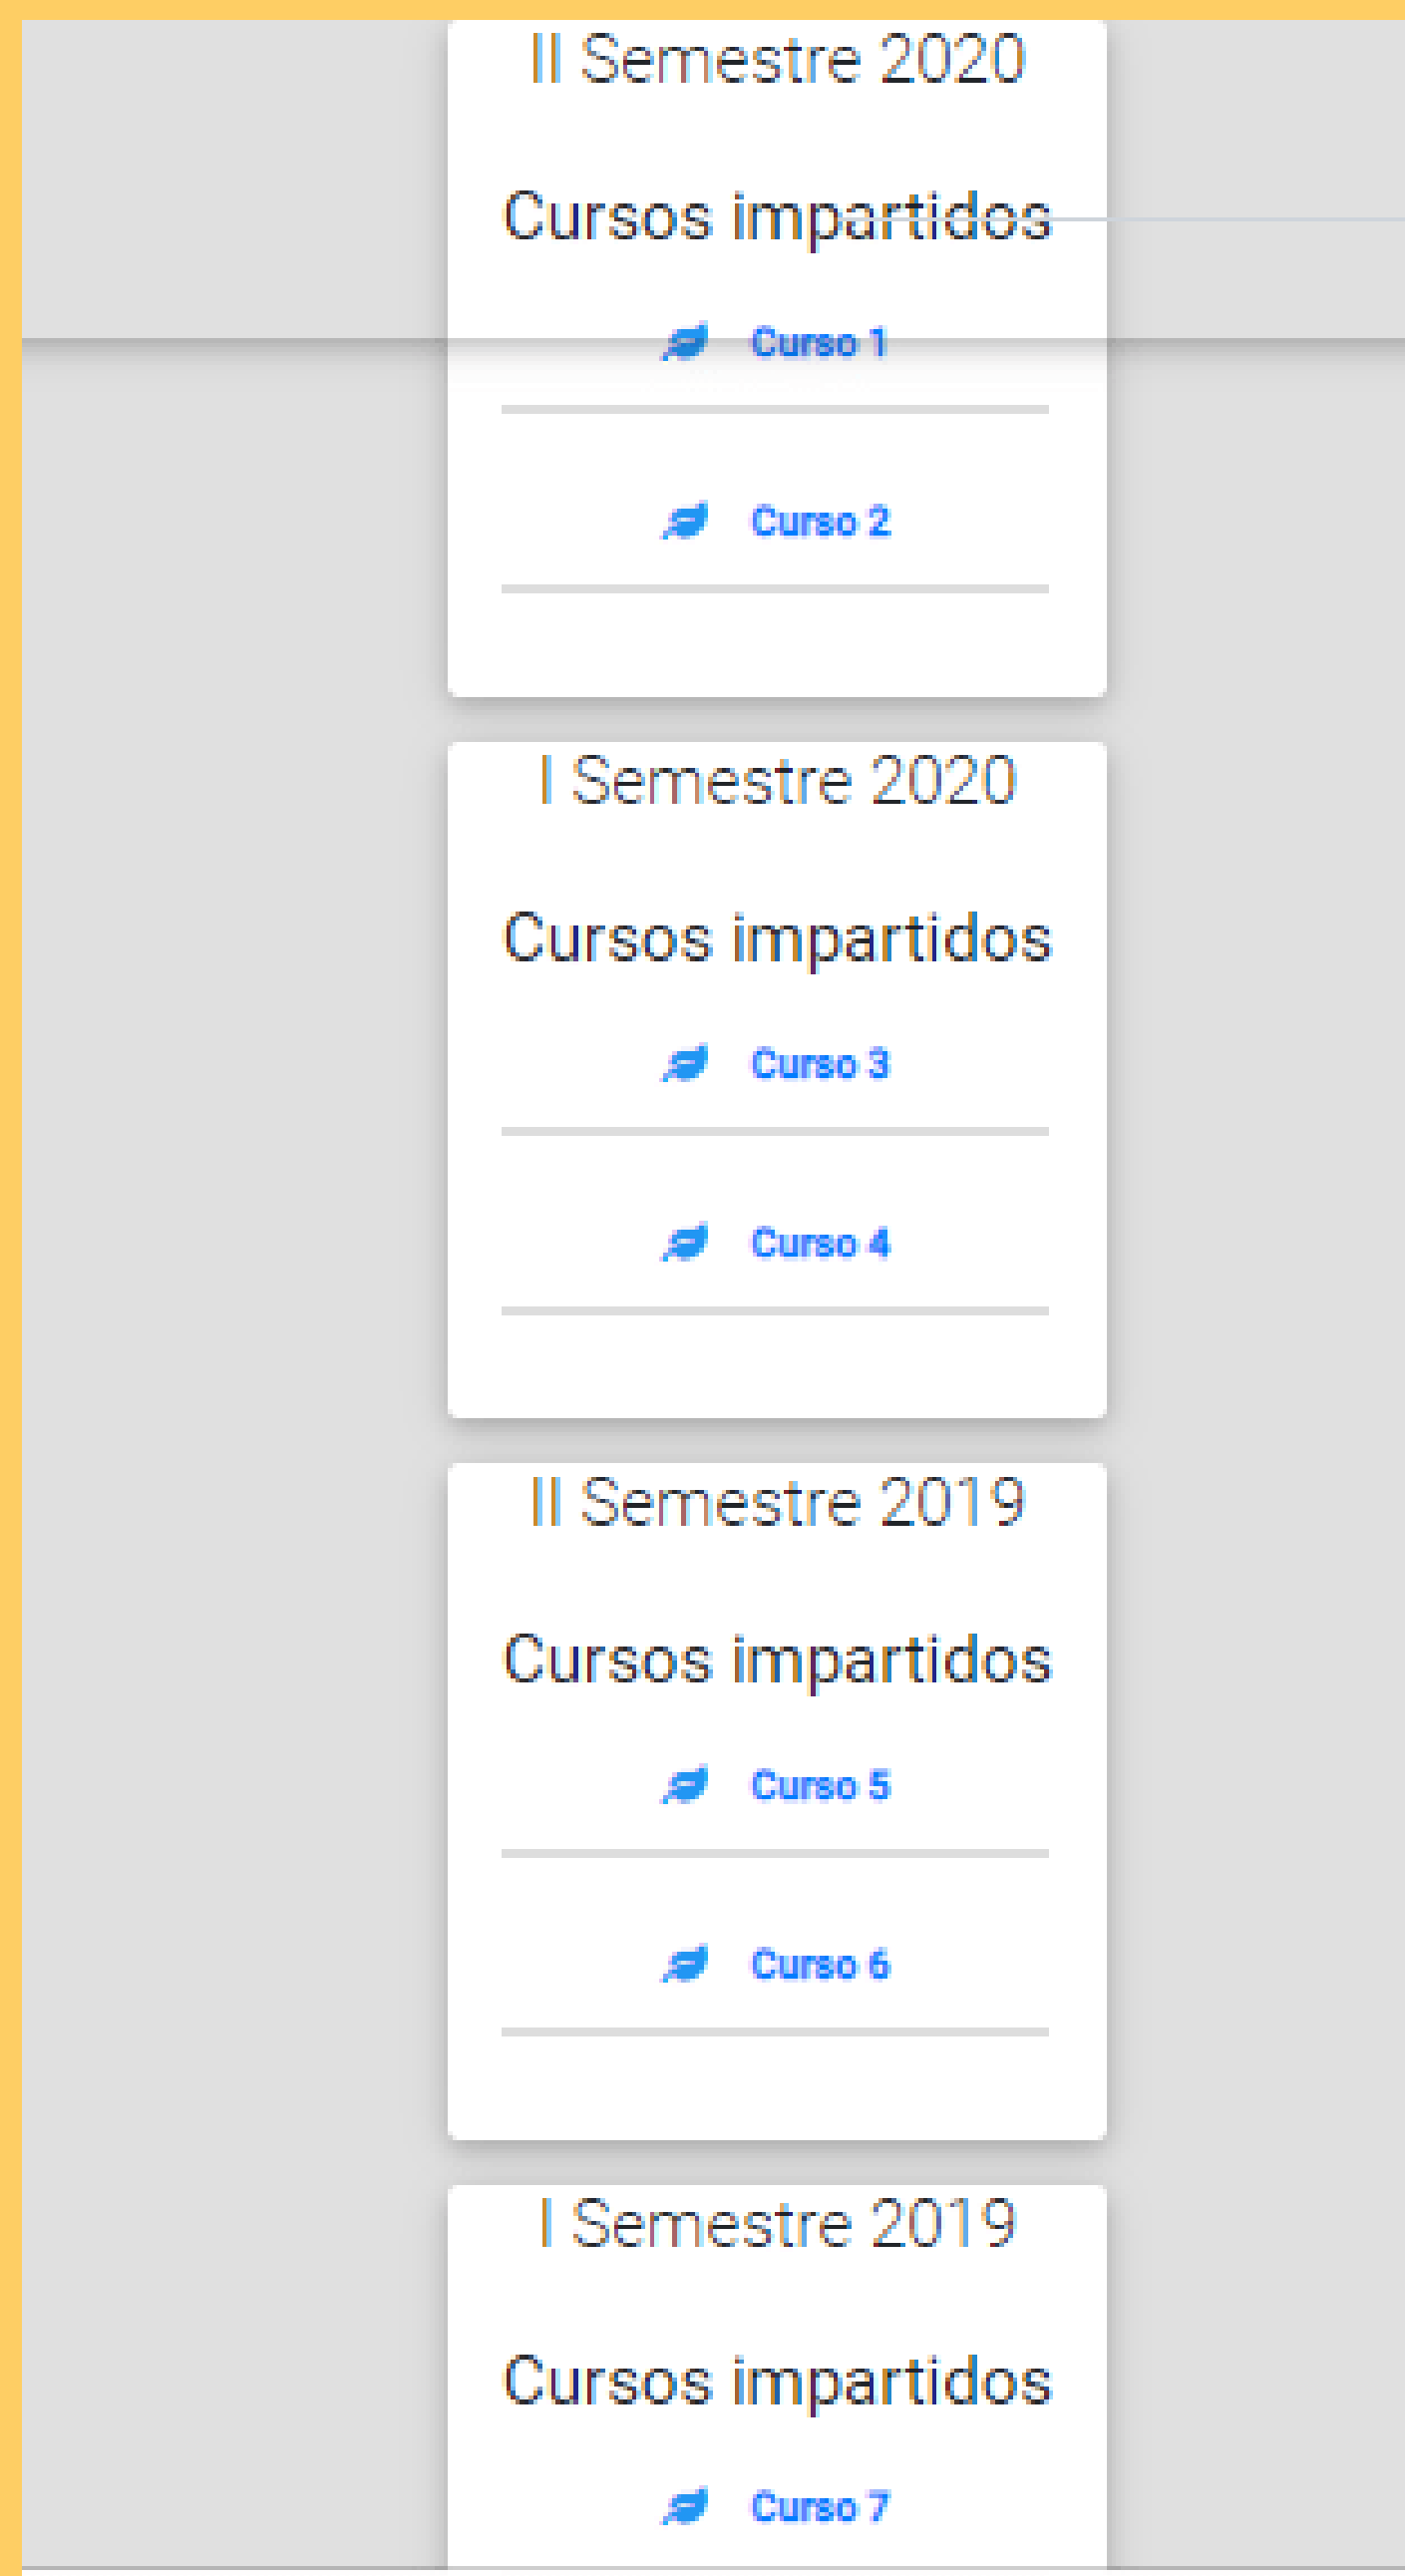 II Semestre 2020
Cursos impartidos
Curso 1
Curso 2
I Semestre 2020
Cursos impartidos
Curso 3
Curso 4
II Semestre 2019
Cursos impartidos
Curso 5
Curso 6
I Semestre 2019
Cursos impartidos
Curso 7